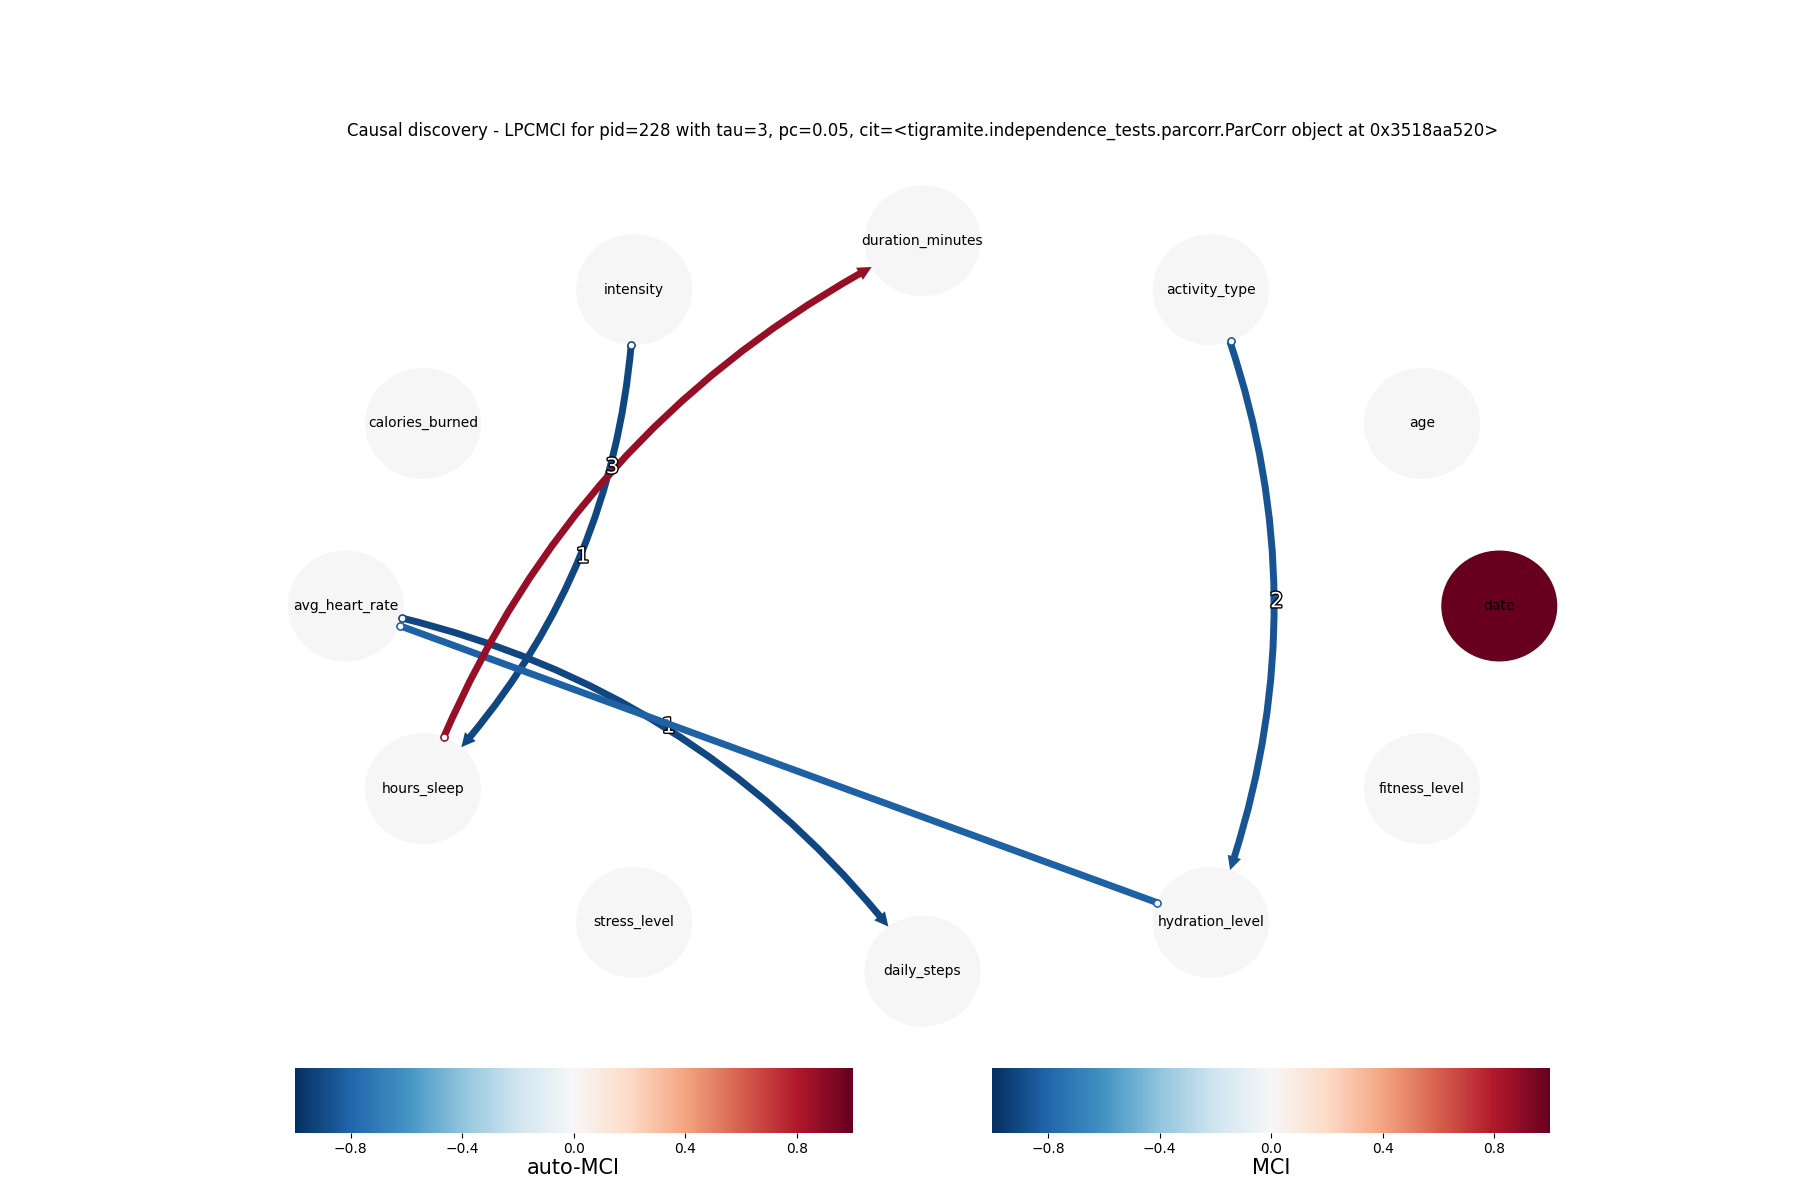 Causal discovery - LPCMCI for pid=228 with tau=3, pc=0.05, cit=<tigramite.independence_tests.parcorr.ParCorr object at 0x3518aa520>
duration_minutes
intensity
activity_type
calories_burned
age
3
1
avg_heart_rate
2
date
1
hours_sleep
fitness_level
stress_level
hydration_level
daily_steps
−0.8 −0.4 0.0 0.4 0.8
auto-MCI
−0.8 −0.4 0.0 0.4 0.8
MCI